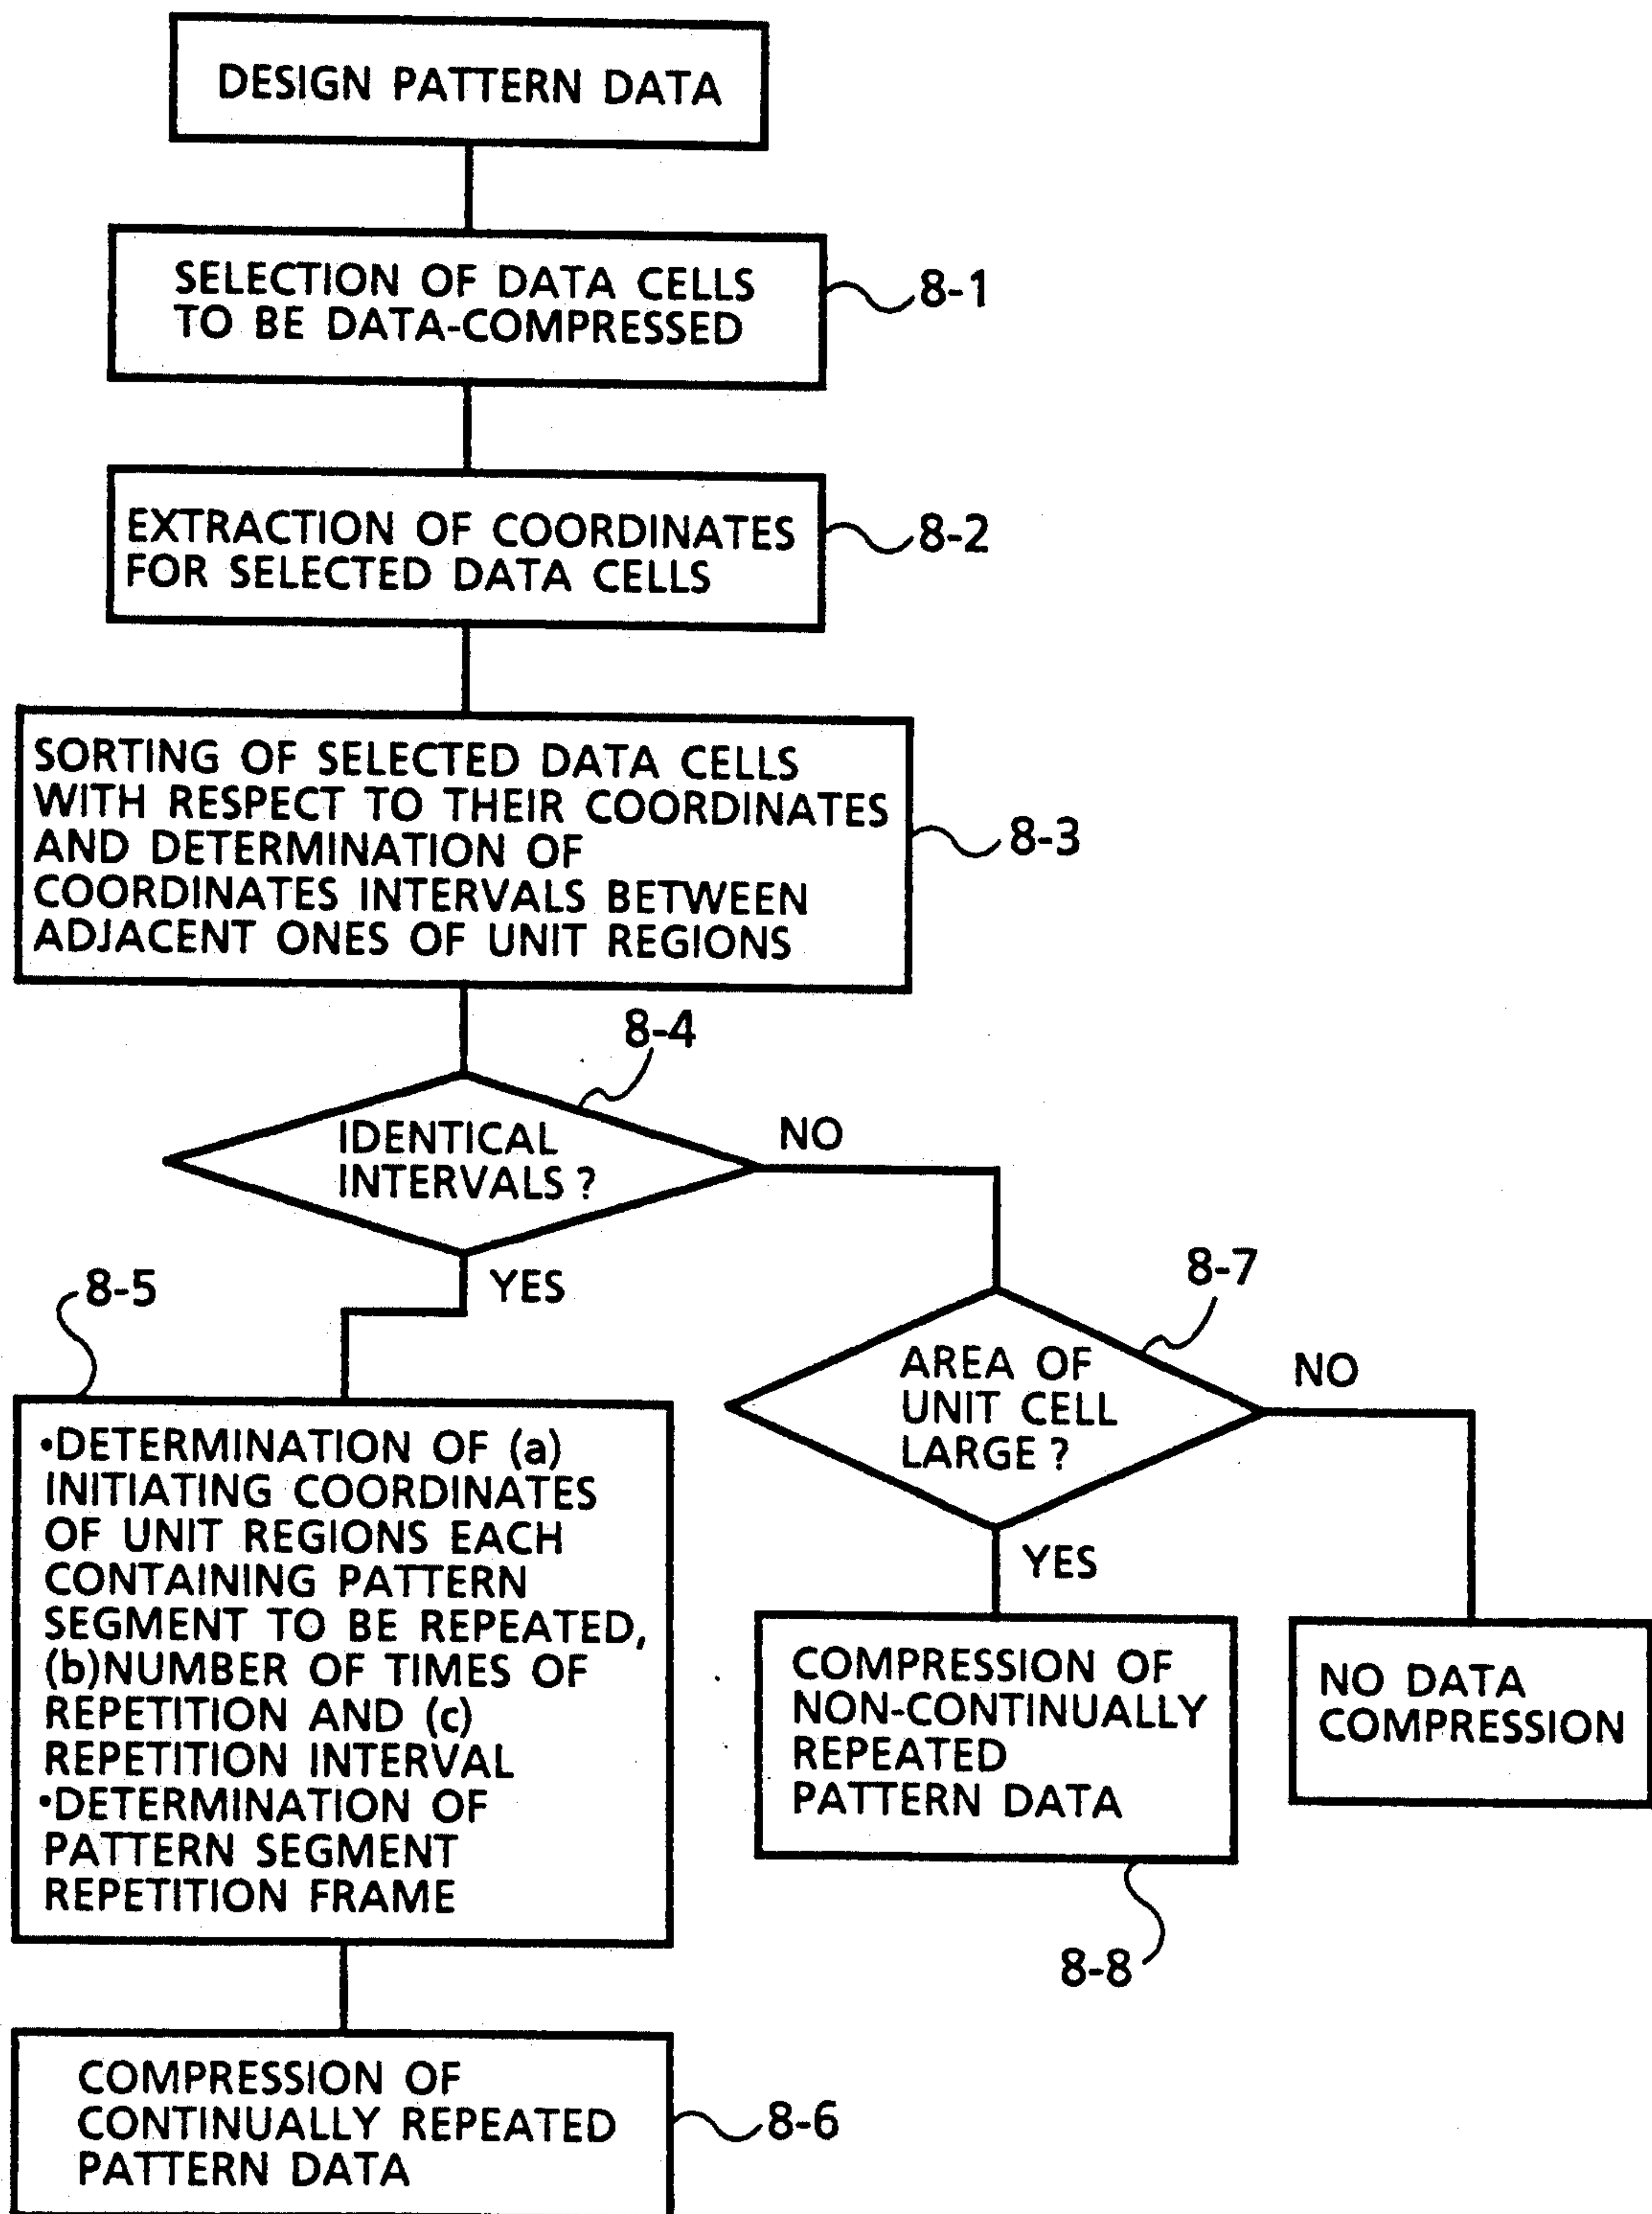 DESIGN PATTERN DATA
SELECTION OF DATA CELLS
TO BE DATA-COMPRESSED
8-1
EXTRACTION OF COORDINATES
FOR SELECTED DATA CELLS
8-2
SORTING OF SELECTED DATA CELLS
WITH RESPECT TO THEIR COORDINATES
AND DETERMINATION OF
COORDINATES INTERVALS BETWEEN
ADJACENT ONES OF UNIT REGIONS
8-3
8-4
IDENTICAL
INTERVALS?
NO
YES
8-5
•DETERMINATION OF (a)
INITIATING COORDINATES
OF UNIT REGIONS EACH
CONTAINING PATTERN
SEGMENT TO BE REPEATED,
(b)NUMBER OF TIMES OF
REPETITION AND (c)
REPETITION INTERVAL
•DETERMINATION OF
PATTERN SEGMENT
REPETITION FRAME
8-7
AREA OF
UNIT CELL
LARGE?
NO
YES
COMPRESSION OF
NON-CONTINUALLY
REPEATED
PATTERN DATA
8-8
NO DATA
COMPRESSION
COMPRESSION OF
CONTINUALLY REPEATED
PATTERN DATA
8-6